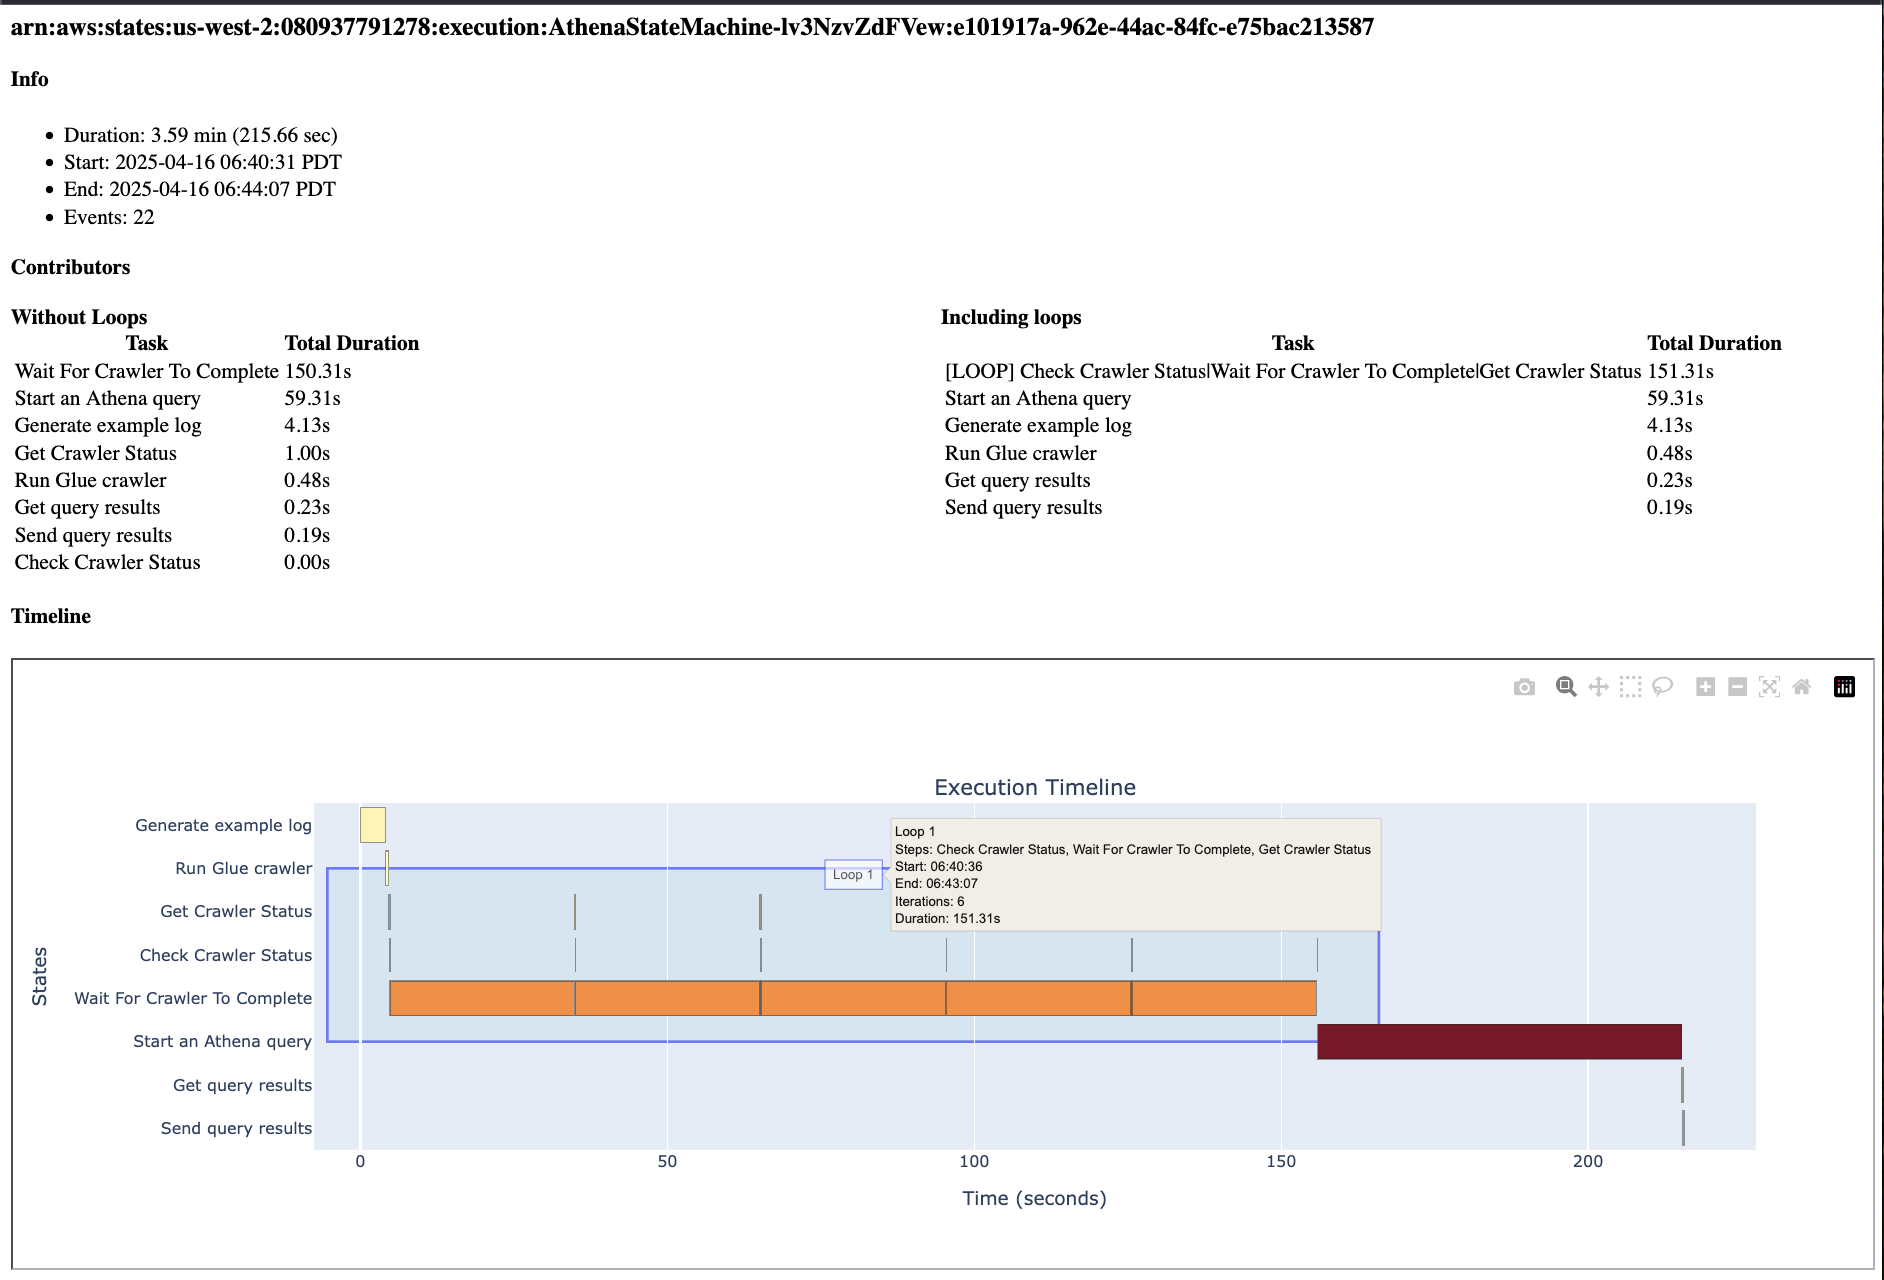 arn:aws:states:us-west-2:080937791278:execution:AthenaStateMachine-lv3NzvZdFVew:e101917a-962e-44ac-84fc-e75bac213587
Info
• Duration: 3.59 min (215.66 sec)
• Start: 2025-04-16 06:40:31 PDT
• End: 2025-04-16 06:44:07 PDT
• Events: 22
Contributors
Without Loops
Task Total Duration
Wait For Crawler To Complete 150.31s
Start an Athena query 59.31s
Generate example log 4.13s
Get Crawler Status 1.00s
Run Glue crawler 0.48s
Get query results 0.23s
Send query results 0.19s
Check Crawler Status 0.00s
Including loops
Task Total Duration
[LOOP] Check Crawler Status|Wait For Crawler To Complete|Get Crawler Status 151.31s
Start an Athena query 59.31s
Generate example log 4.13s
Run Glue crawler 0.48s
Get query results 0.23s
Send query results 0.19s
Timeline
Execution Timeline
States
Generate example log
Run Glue crawler
Get Crawler Status
Check Crawler Status
Wait For Crawler To Complete
Start an Athena query
Get query results
Send query results
Loop 1
Loop 1
Steps: Check Crawler Status, Wait For Crawler To Complete, Get Crawler Status
Start: 06:40:36
End: 06:43:07
Iterations: 6
Duration: 151.31s
0 50 100 150 200
Time (seconds)